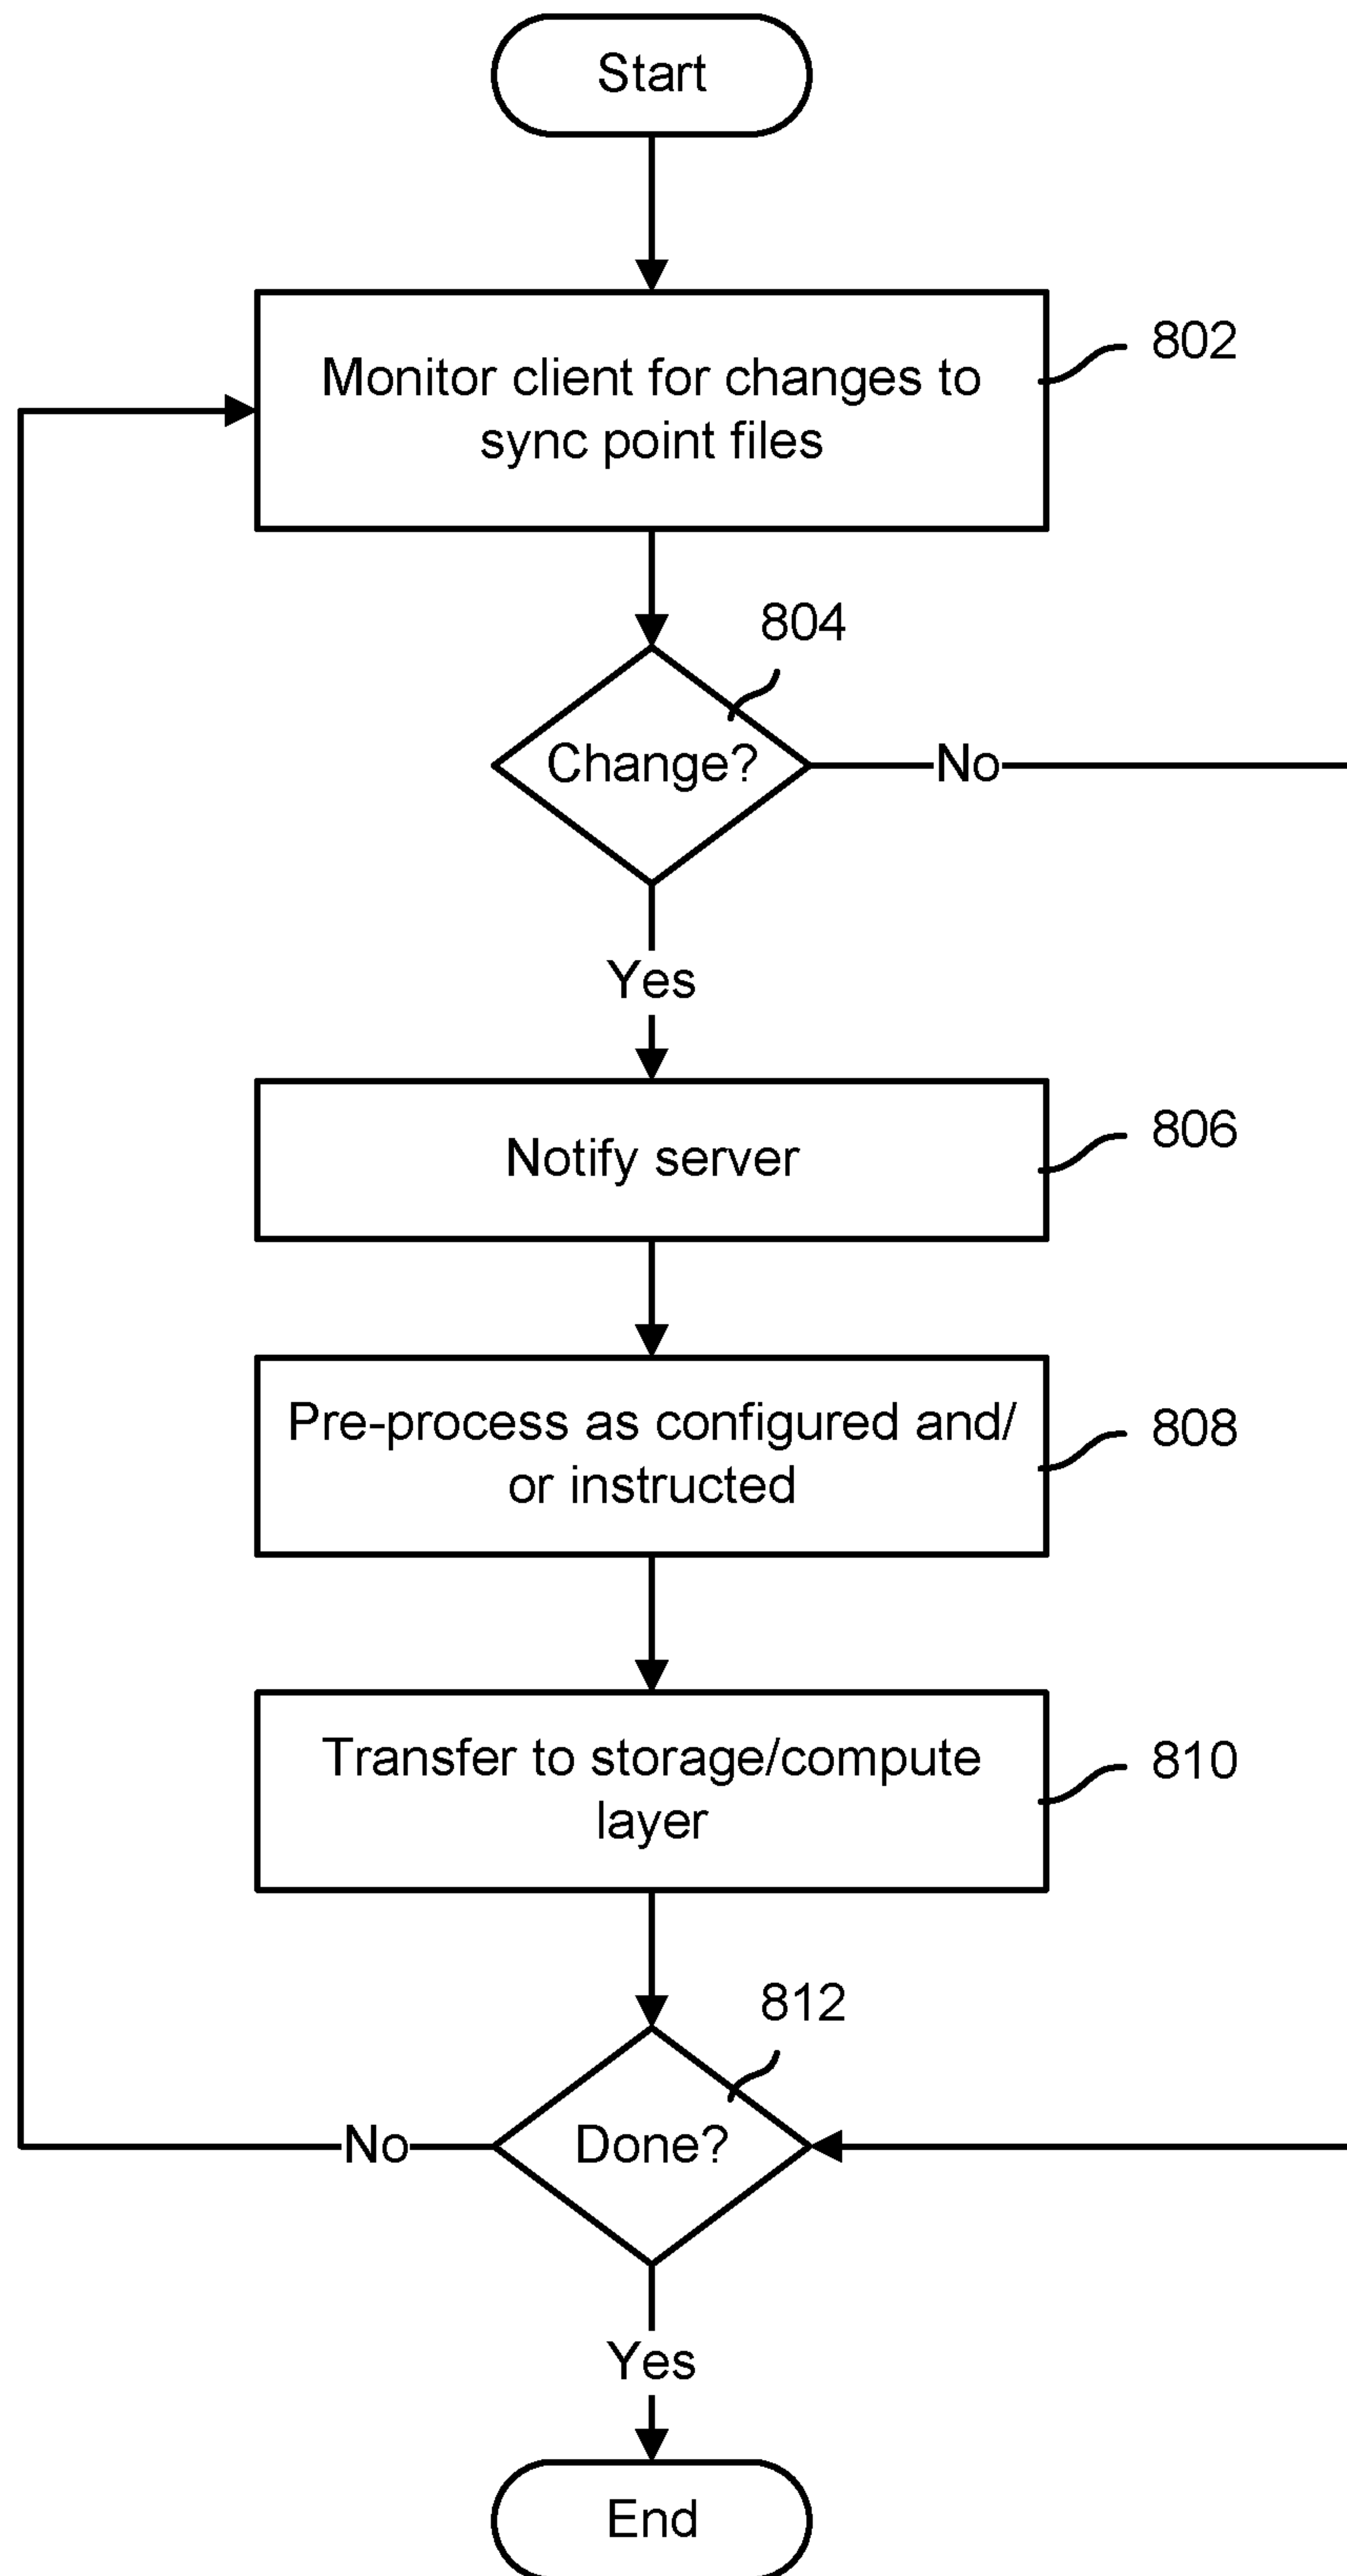 Start
Monitor client for changes to
sync point files
802
804
Change?
No
Yes
Notify server
806
Pre-process as configured and/
or instructed
808
Transfer to storage/compute
layer
810
812
Done?
No
Yes
End